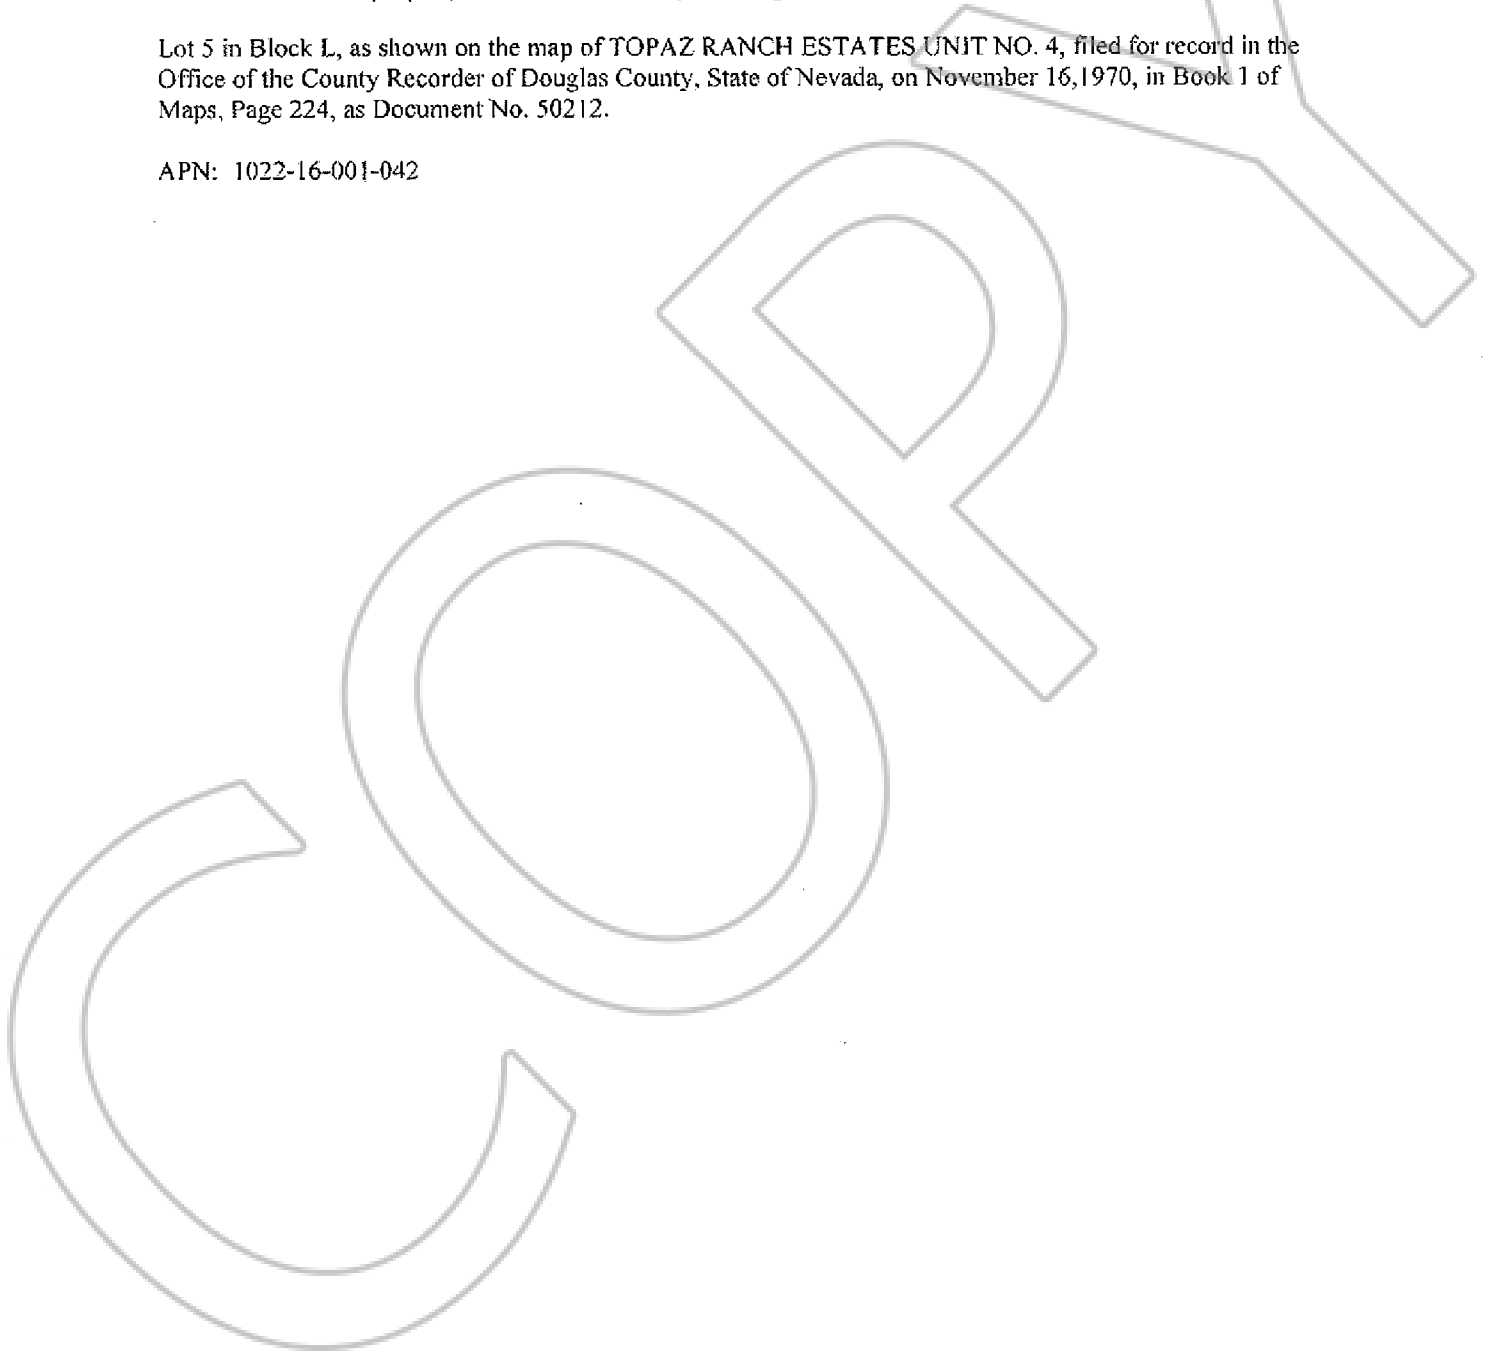 Lot 5 in Block L, as shown on the map of TOPAZ RANCH ESTATES UNIT NO. 4, filed for record in the
Office of the County Recorder of Douglas County, State of Nevada, on November 16,1970, in Book 1 of
Maps, Page 224, as Document No. 50212.
APN: 1022-16-001-042
COPY